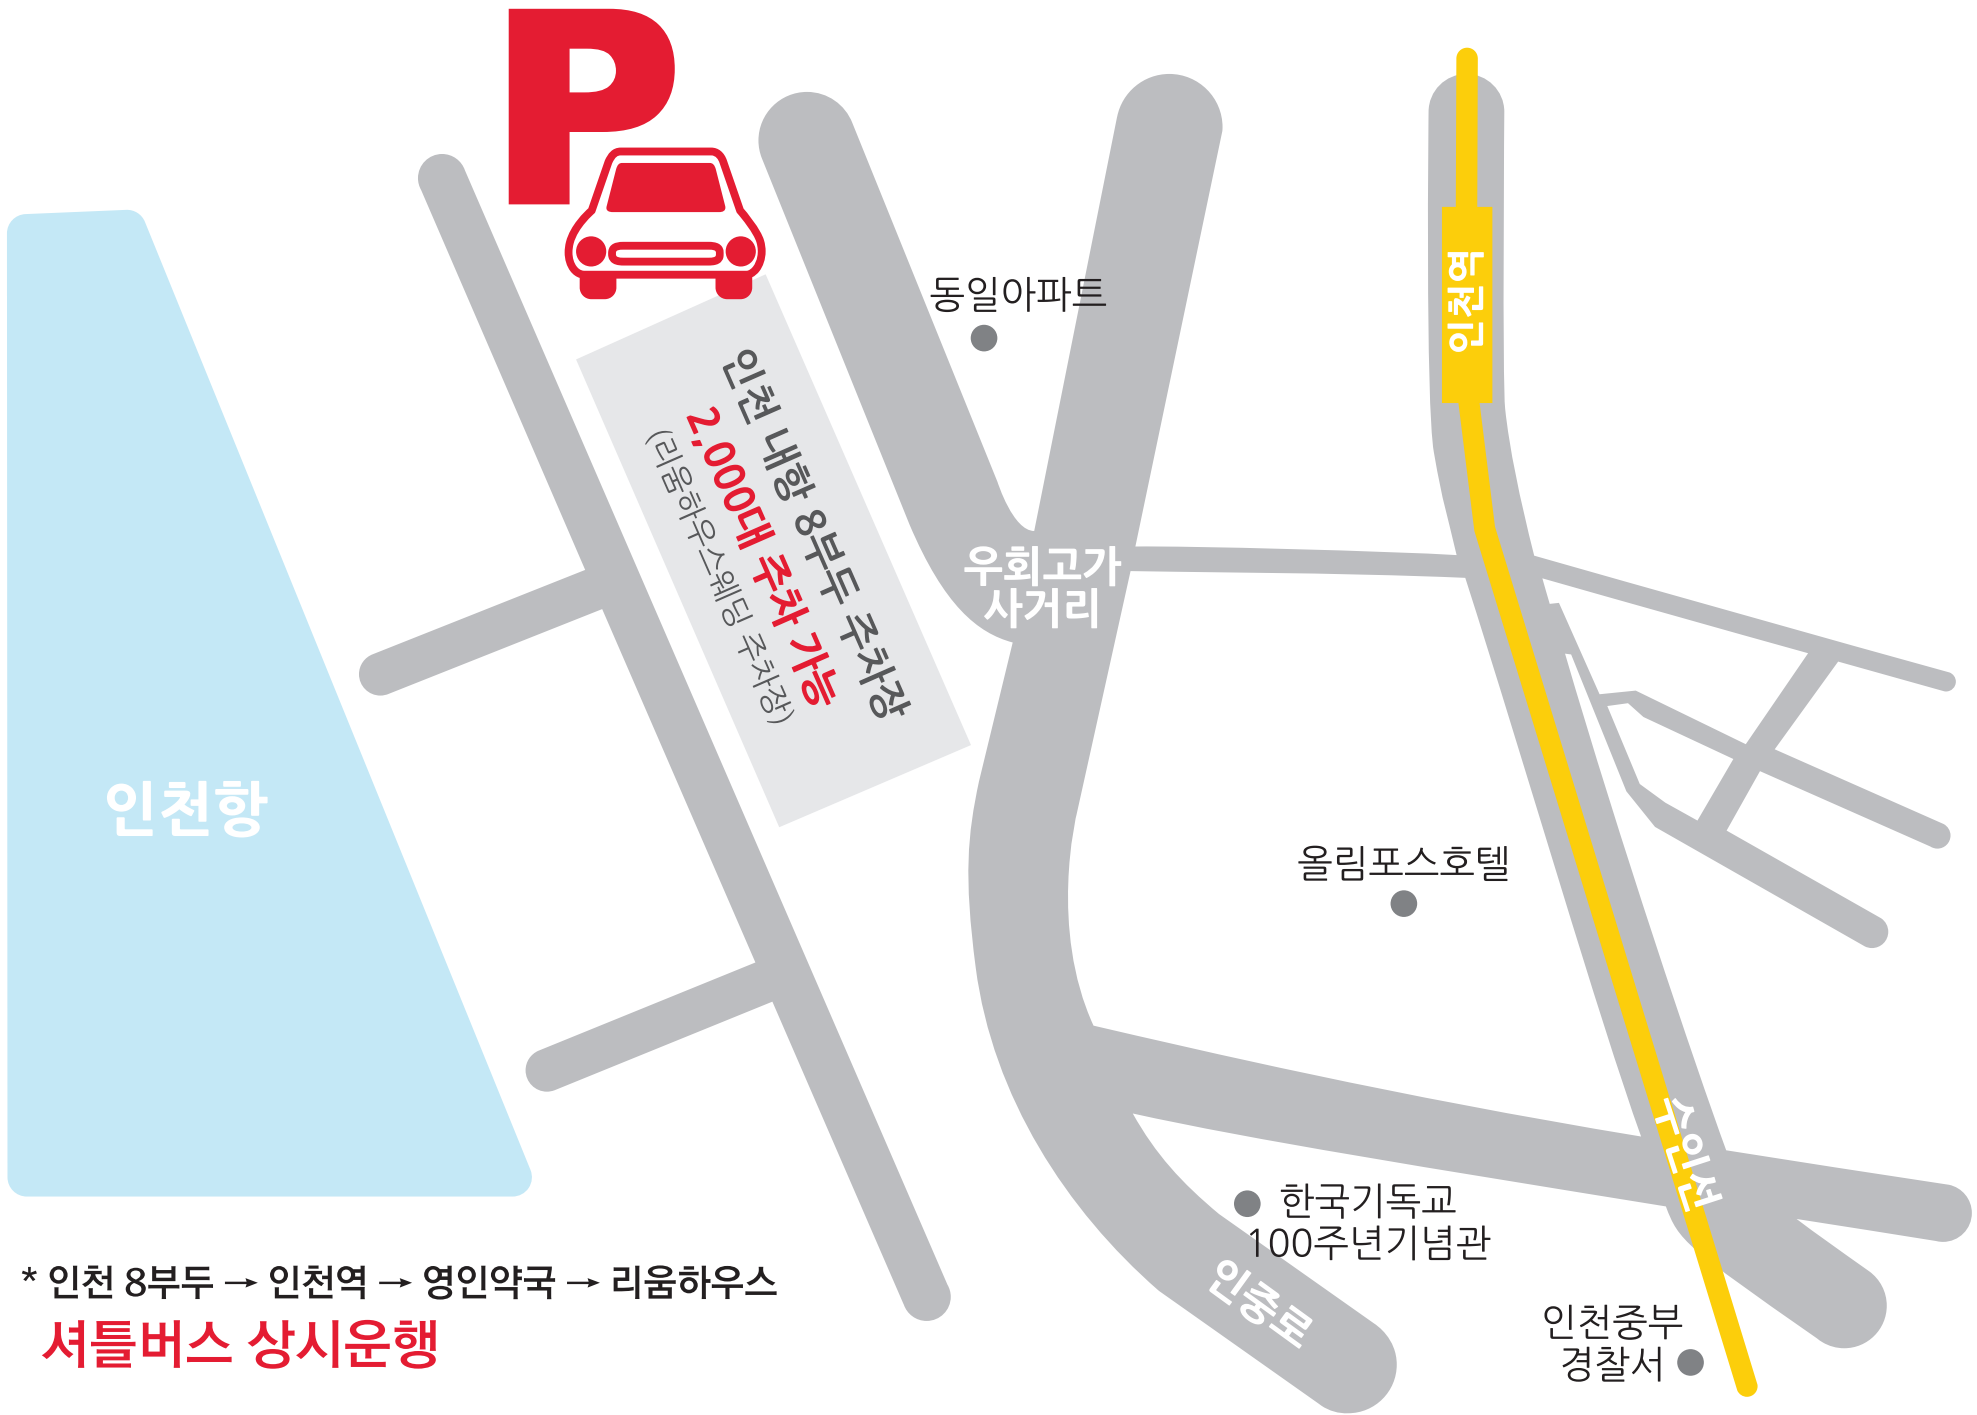 P
동일아파트
인천역
인천 내항 8부두 주차장
2,000대 주차 가능
(리움하우스웨딩 주차장)
우회고가
사거리
인천항
올림포스호텔
수인선
한국기독교
100주년기념관
인중로
인천중부
경찰서
* 인천 8부두 → 인천역 → 영인약국 → 리움하우스
셔틀버스 상시운행